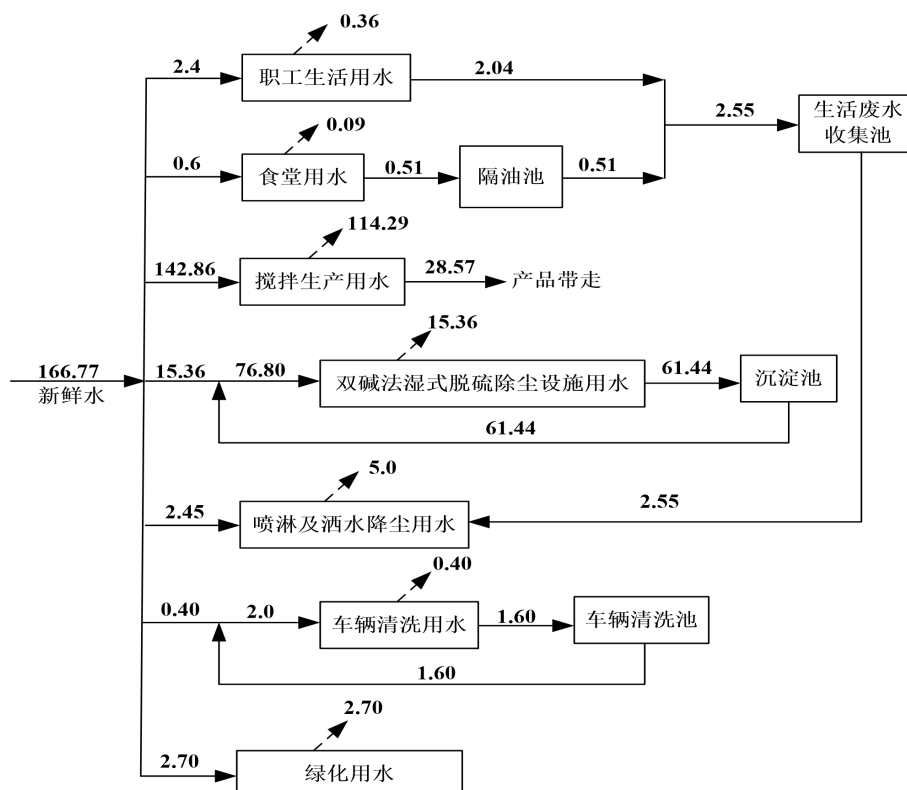 0.36
2.4
职工生活用水
2.04
2.55
生活废水
收集池
0.09
0.6
食堂用水
0.51
隔油池
0.51
114.29
142.86
搅拌生产用水
28.57
产品带走
15.36
166.77
新鲜水
15.36
76.80
双碱法湿式脱硫除尘设施用水
61.44
沉淀池
61.44
5.0
2.45
喷淋及洒水降尘用水
2.55
0.40
0.40
2.0
车辆清洗用水
1.60
车辆清洗池
1.60
2.70
2.70
绿化用水